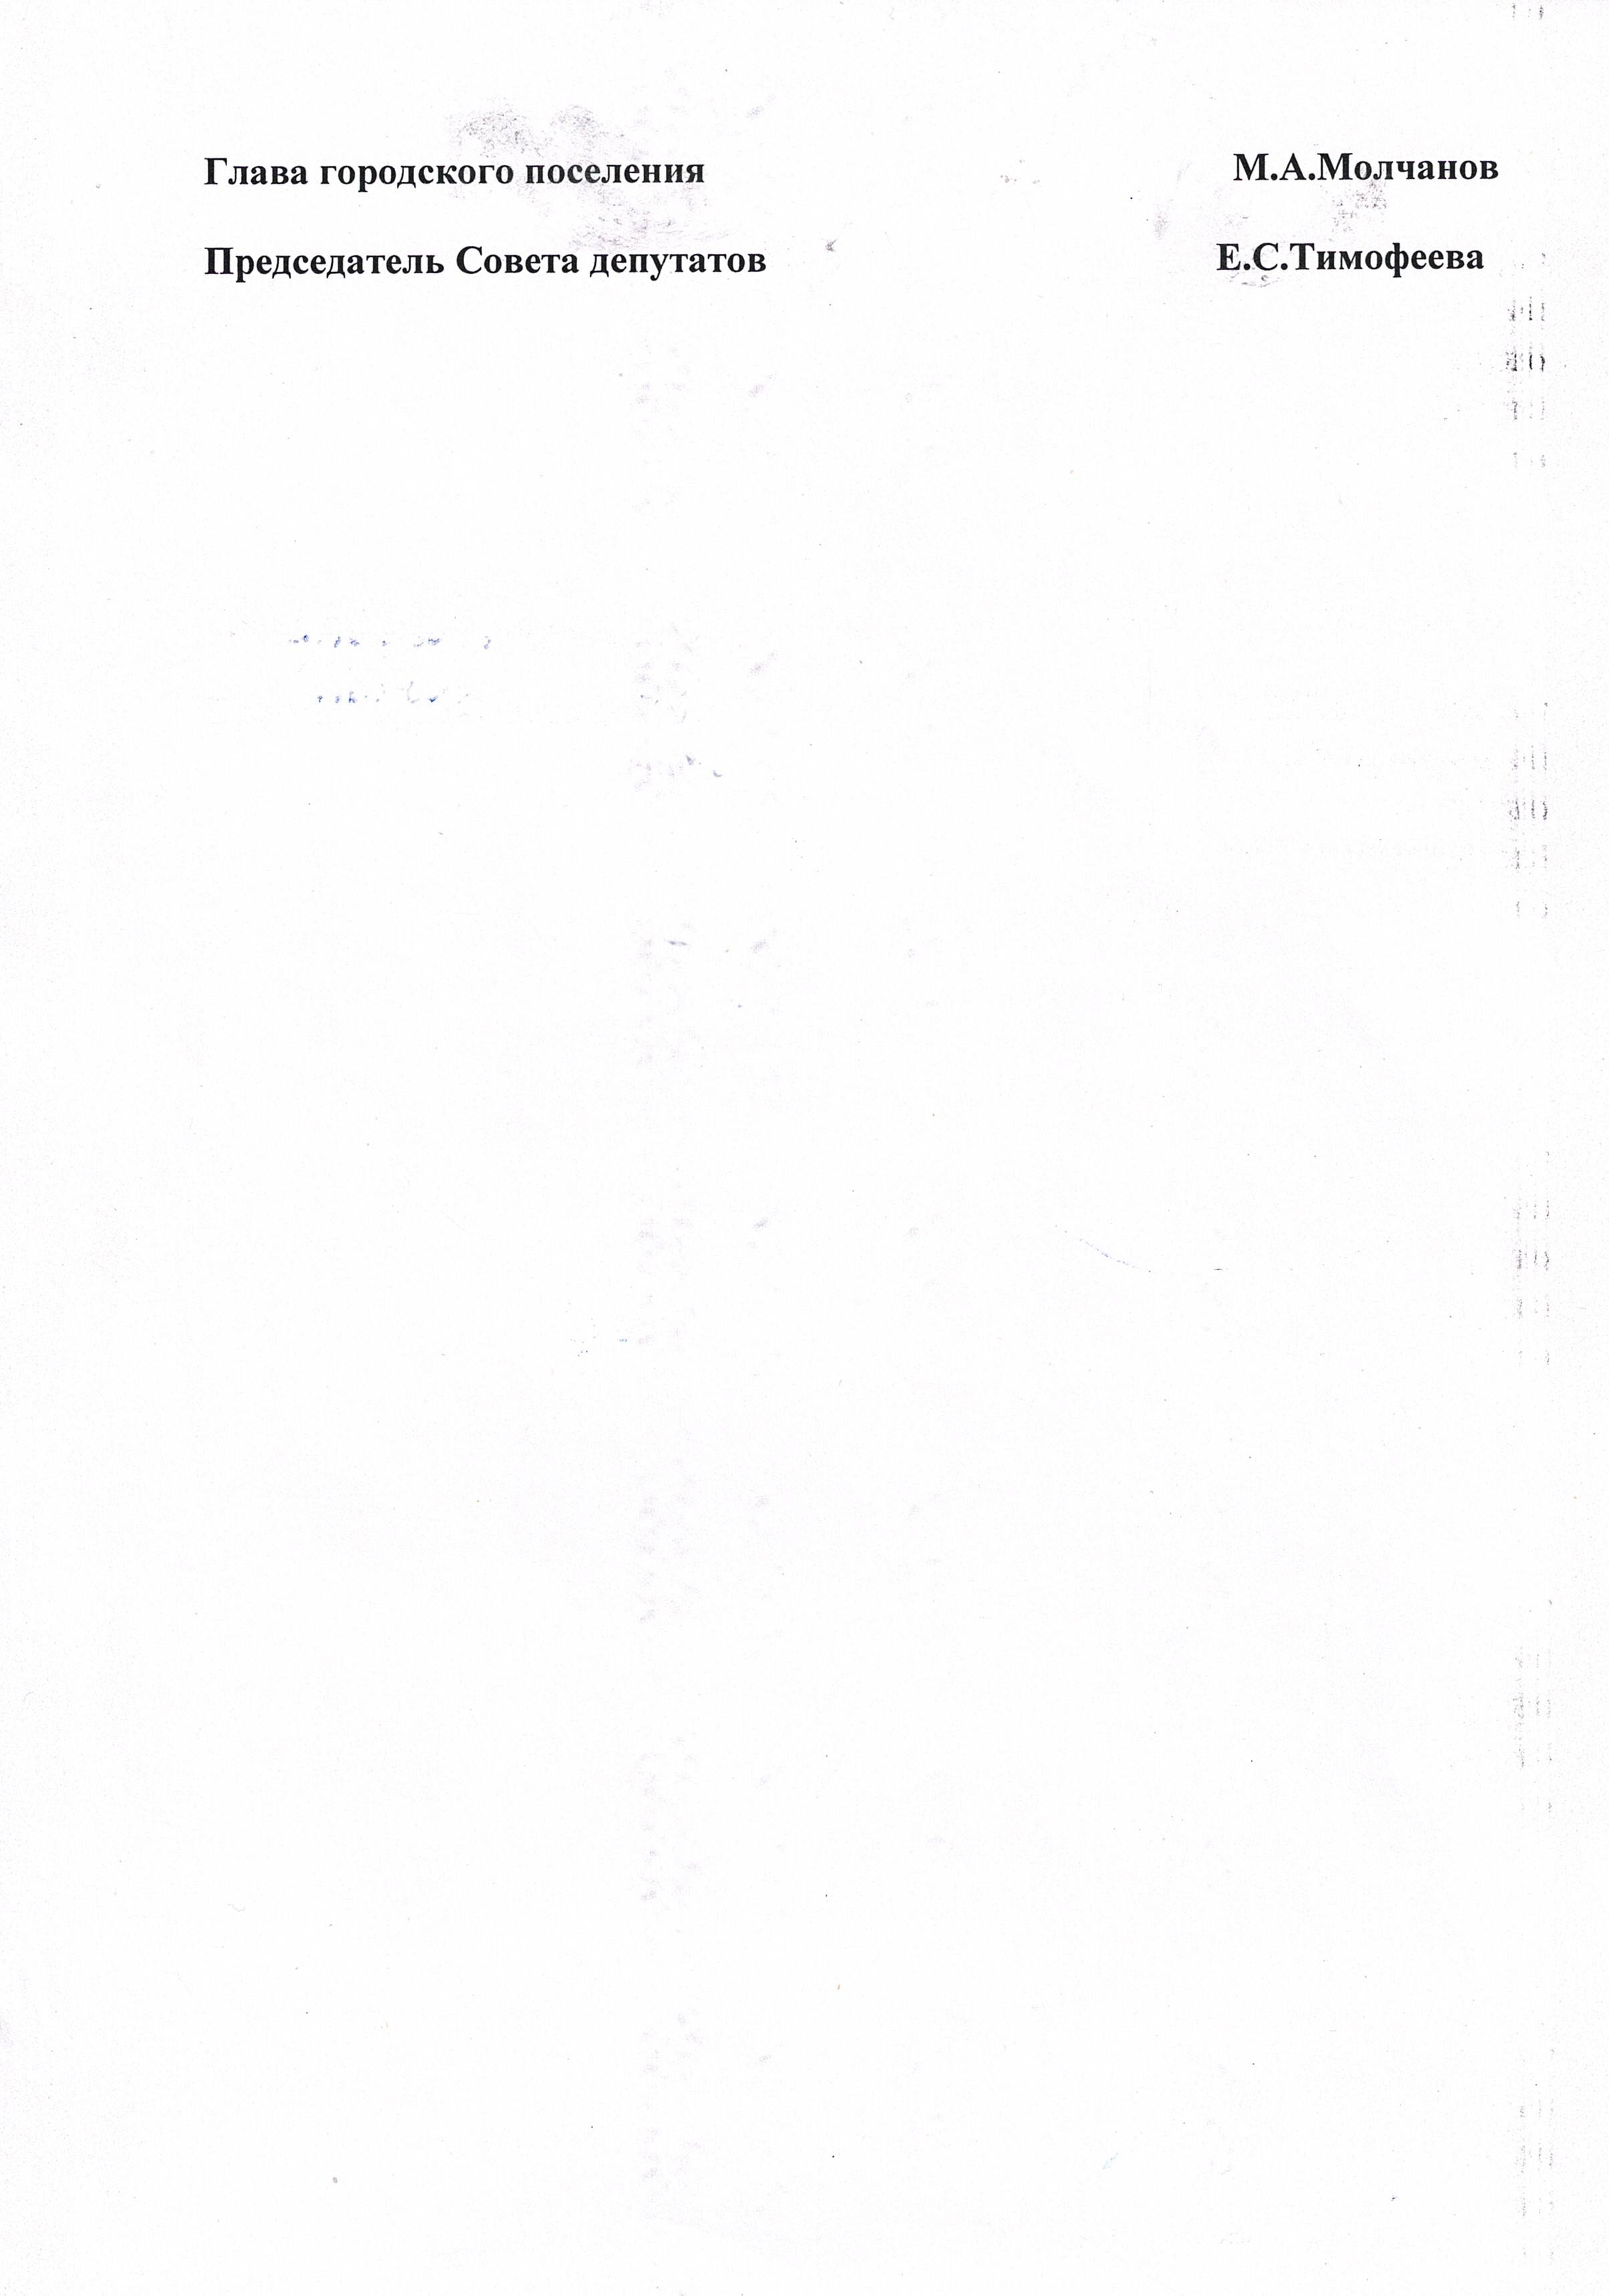 Глава городского поселения М.А.Молчанов
Председатель Совета депутатов Е.С.Тимофеева